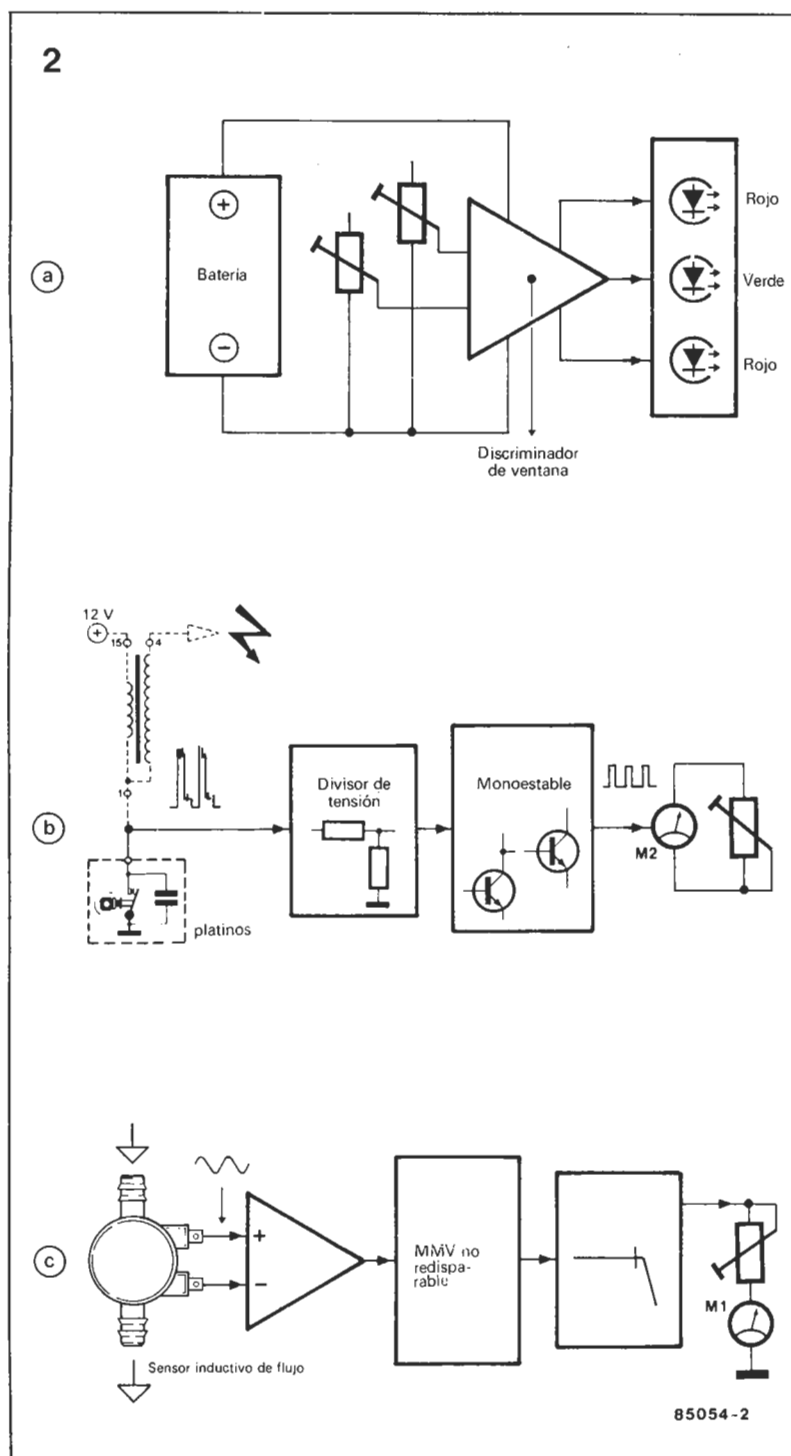 2
a
+
Batería
−
Rojo
Verde
Rojo
Discriminador
de ventana
12 V
+
15
4
1
b
Divisor de
tensión
Monoestable
M2
platinos
c
+
−
MMV no
redispa-
rable
M1
Sensor inductivo de flujo
85054-2